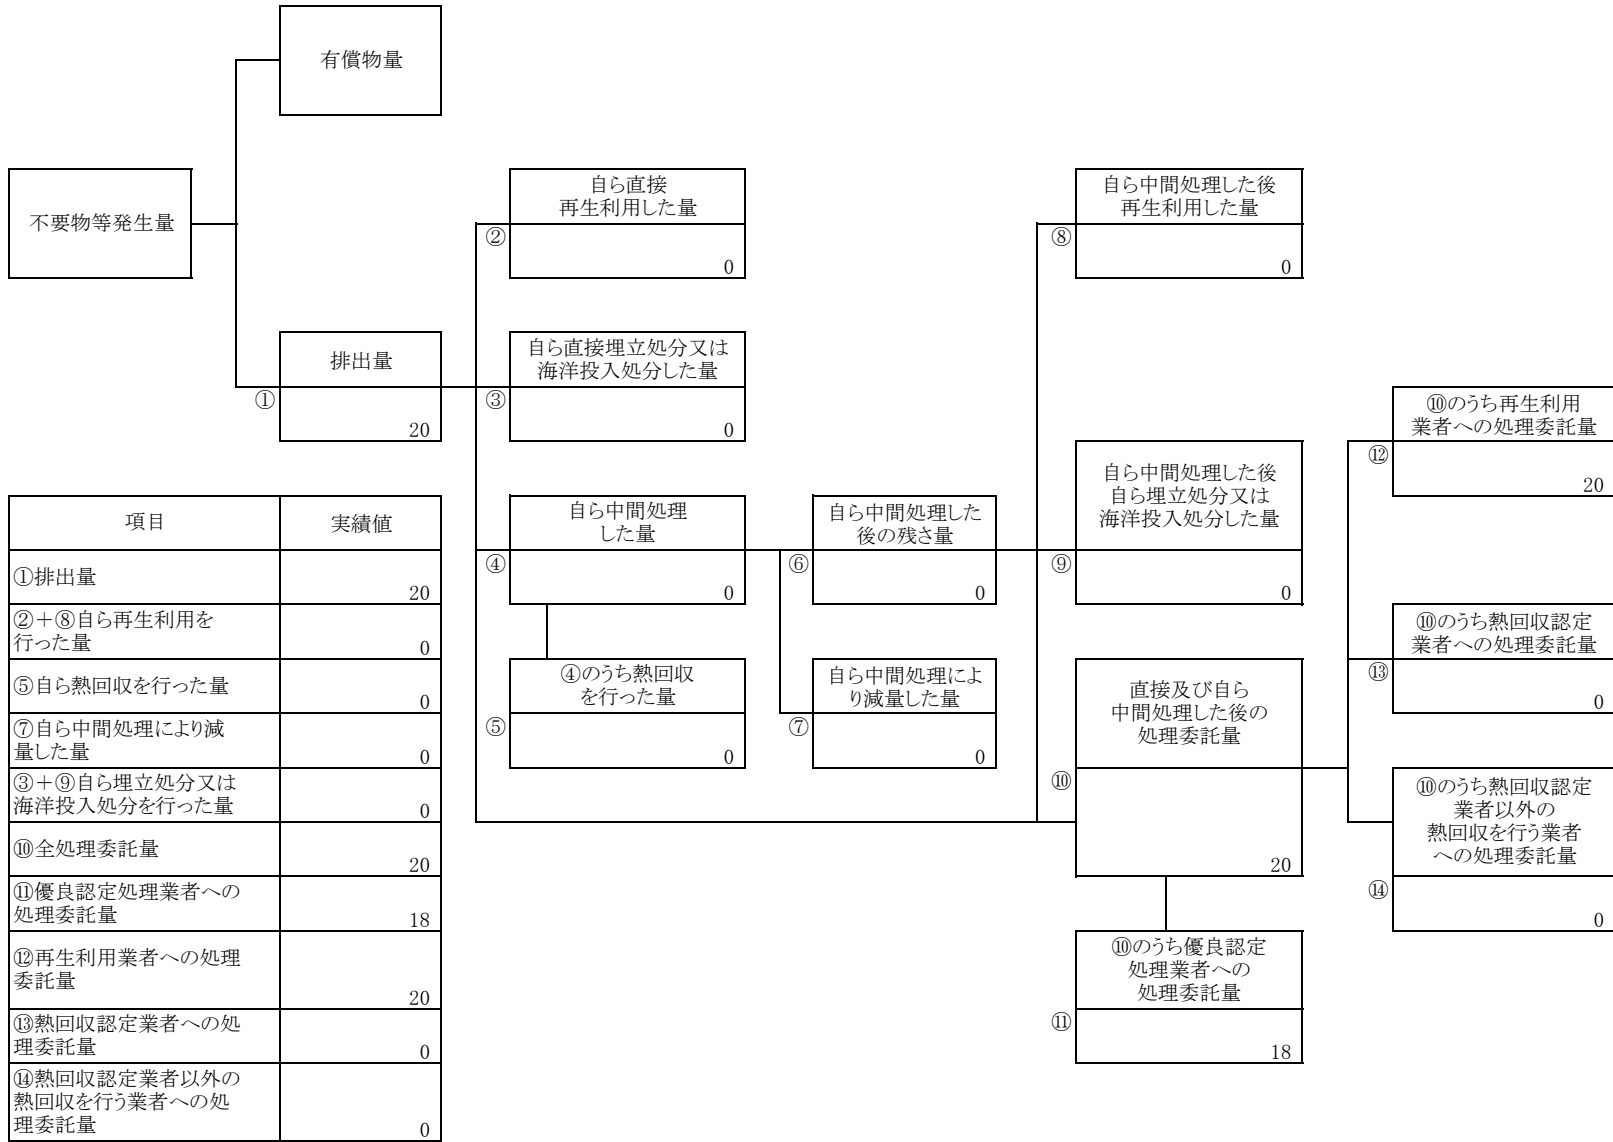 有償物量
不要物等発生量
自ら直接
再生利用した量
②
0
自ら中間処理した後
再生利用した量
⑧
0
排出量
①
20
自ら直接埋立処分又は
海洋投入処分した量
③
0
⑩のうち再生利用
業者への処理委託量
⑫
20
自ら中間処理
した量
④
0
自ら中間処理した
後の残さ量
⑥
0
自ら中間処理した後
自ら埋立処分又は
海洋投入処分した量
⑨
0
⑩のうち熱回収認定
業者への処理委託量
⑬
0
④のうち熱回収
を行った量
⑤
0
自ら中間処理によ
り減量した量
⑦
0
直接及び自ら
中間処理した後の
処理委託量
⑩
20
⑩のうち熱回収認定
業者以外の
熱回収を行う業者
への処理委託量
⑭
0
⑩のうち優良認定
処理業者への
処理委託量
⑪
18
項目 実績値
①排出量
20
②＋⑧自ら再生利用を
行った量
0
⑤自ら熱回収を行った量
0
⑦自ら中間処理により減
量した量
0
③＋⑨自ら埋立処分又は
海洋投入処分を行った量
0
⑩全処理委託量
20
⑪優良認定処理業者への
処理委託量
18
⑫再生利用業者への処理
委託量
20
⑬熱回収認定業者への処
理委託量
0
⑭熱回収認定業者以外の
熱回収を行う業者への処
理委託量
0